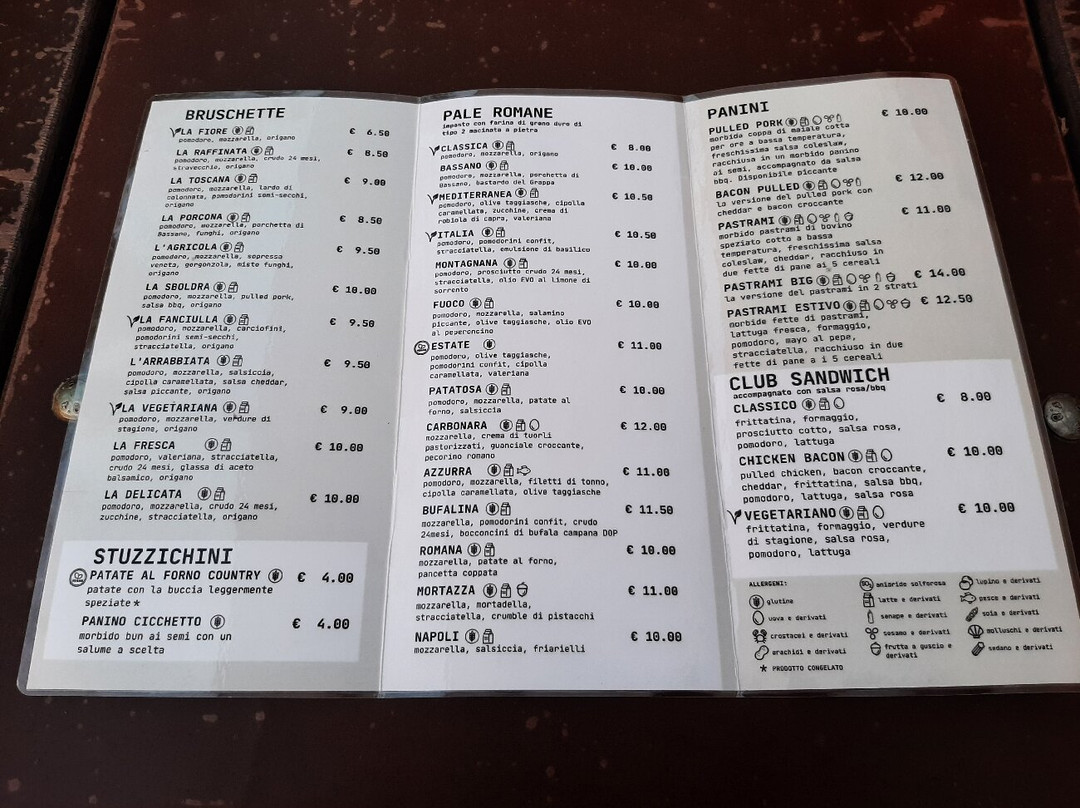 BRUSCHETTE
LA FIORE € 6.50
pomodoro, mozzarella, origano
LA RAFFINATA € 8.50
pomodoro, mozzarella, crudo 24 mesi,
stravecchio, origano
LA TOSCANA € 9.00
pomodoro, mozzarella, lardo di
colonnata, pomodorini semi-secchi,
origano
LA PORCONA € 8.50
pomodoro, mozzarella, porchetta di
Bassano, funghi, origano
L'AGRICOLA € 9.50
pomodoro, mozzarella, sopressa
veneta, gorgonzola, misto funghi,
origano
LA SBOLDRA € 10.00
pomodoro, mozzarella, pulled pork,
salsa bbq, origano
LA FANCIULLA € 9.50
pomodoro, mozzarella, carciofini,
pomodorini semi-secchi,
stracciatella, origano
L'ARRABBIATA € 9.50
pomodoro, mozzarella, salsiccia,
cipolla caramellata, salsa cheddar,
salsa piccante, origano
LA VEGETARIANA € 9.00
pomodoro, mozzarella, verdure di
stagione, origano
LA FRESCA € 10.00
pomodoro, valeriana, stracciatella,
crudo 24 mesi, glassa di aceto
balsamico, origano
LA DELICATA € 10.00
pomodoro, mozzarella, crudo 24 mesi,
zucchine, stracciatella, origano
STUZZICHINI
PATATE AL FORNO COUNTRY € 4.00
patate con la buccia leggermente
speziate*
PANINO CICCHETTO € 4.00
morbido bun ai semi con un
salume a scelta
PALE ROMANE
impasto con farina di grano duro di
tipo 2 macinata a pietra
CLASSICA € 8.00
pomodoro, mozzarella, origano
BASSANO € 10.00
pomodoro, mozzarella, porchetta di
Bassano, bastardo del Grappa
MEDITERRANEA € 10.50
pomodoro, olive taggiasche, cipolla
caramellata, zucchine, crema di
robiola di capra, valeriana
ITALIA € 10.50
pomodoro, pomodorini confit,
stracciatella, emulsione di basilico
MONTAGNANA € 10.00
pomodoro, prosciutto crudo 24 mesi,
stracciatella, olio EVO al limone di
sorrento
FUOCO € 10.00
pomodoro, mozzarella, salamino
piccante, olive taggiasche, olio EVO
al peperoncino
ESTATE € 11.00
pomodoro, olive taggiasche,
pomodorini confit, cipolla
caramellata, valeriana
PATATOSA € 10.00
pomodoro, mozzarella, patate al
forno, salsiccia
CARBONARA € 12.00
mozzarella, crema di tuorli
pastorizzati, guanciale croccante,
pecorino romano
AZZURRA € 11.00
pomodoro, mozzarella, filetti di tonno,
cipolla caramellata, olive taggiasche
BUFALINA € 11.50
mozzarella, pomodorini confit, crudo
24mesi, bocconcini di bufala campana DOP
ROMANA € 10.00
mozzarella, patate al forno,
pancetta coppata
MORTAZZA € 11.00
mozzarella, mortadella,
stracciatella, crumble di pistacchi
NAPOLI € 10.00
mozzarella, salsiccia, friarielli
PANINI
PULLED PORK € 10.00
morbida coppa di maiale cotta
per ore a bassa temperatura,
freschissima salsa coleslaw,
racchiusa in un morbido panino
ai semi, accompagnato da salsa
bbq. Disponibile piccante
BACON PULLED € 12.00
la versione del pulled pork con
cheddar e bacon croccante
PASTRAMI € 11.00
morbido pastrami di bovino
speziato cotto a bassa
temperatura, freschissima salsa
coleslaw, cheddar, racchiuso in
due fette di pane ai 5 cereali
PASTRAMI BIG € 14.00
la versione del pastrami in 2 strati
PASTRAMI ESTIVO € 12.50
morbide fette di pastrami,
lattuga fresca, formaggio,
pomodoro, mayo al pepe,
stracciatella, racchiuso in due
fette di pane a i 5 cereali
CLUB SANDWICH
accompagnato con salsa rosa/bbq
CLASSICO € 8.00
frittatina, formaggio,
prosciutto cotto, salsa rosa,
pomodoro, lattuga
CHICKEN BACON € 10.00
pulled chicken, bacon croccante,
cheddar, frittatina, salsa bbq,
pomodoro, lattuga, salsa rosa
VEGETARIANO € 10.00
frittatina, formaggio, verdure
di stagione, salsa rosa,
pomodoro, lattuga
ALLERGENI:
glutine
uova e derivati
crostacei e derivati
arachidi e derivati
* PRODOTTO CONGELATO
SO₂ anidride solforosa
latte e derivati
senape e derivati
sesamo e derivati
frutta a guscio e
derivati
lupino e derivati
pesce e derivati
soia e derivati
molluschi e derivati
sedano e derivati